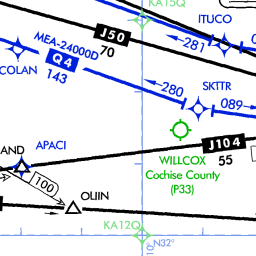 KA15Q
ITUCO
MEA-24000D
J50
70
281
COLAN
Q4
143
280
SKTTR
089
AND
APACI
J104
55
WILLCOX
Cochise County
(P33)
100
OLIIN
KA12Q
N32°